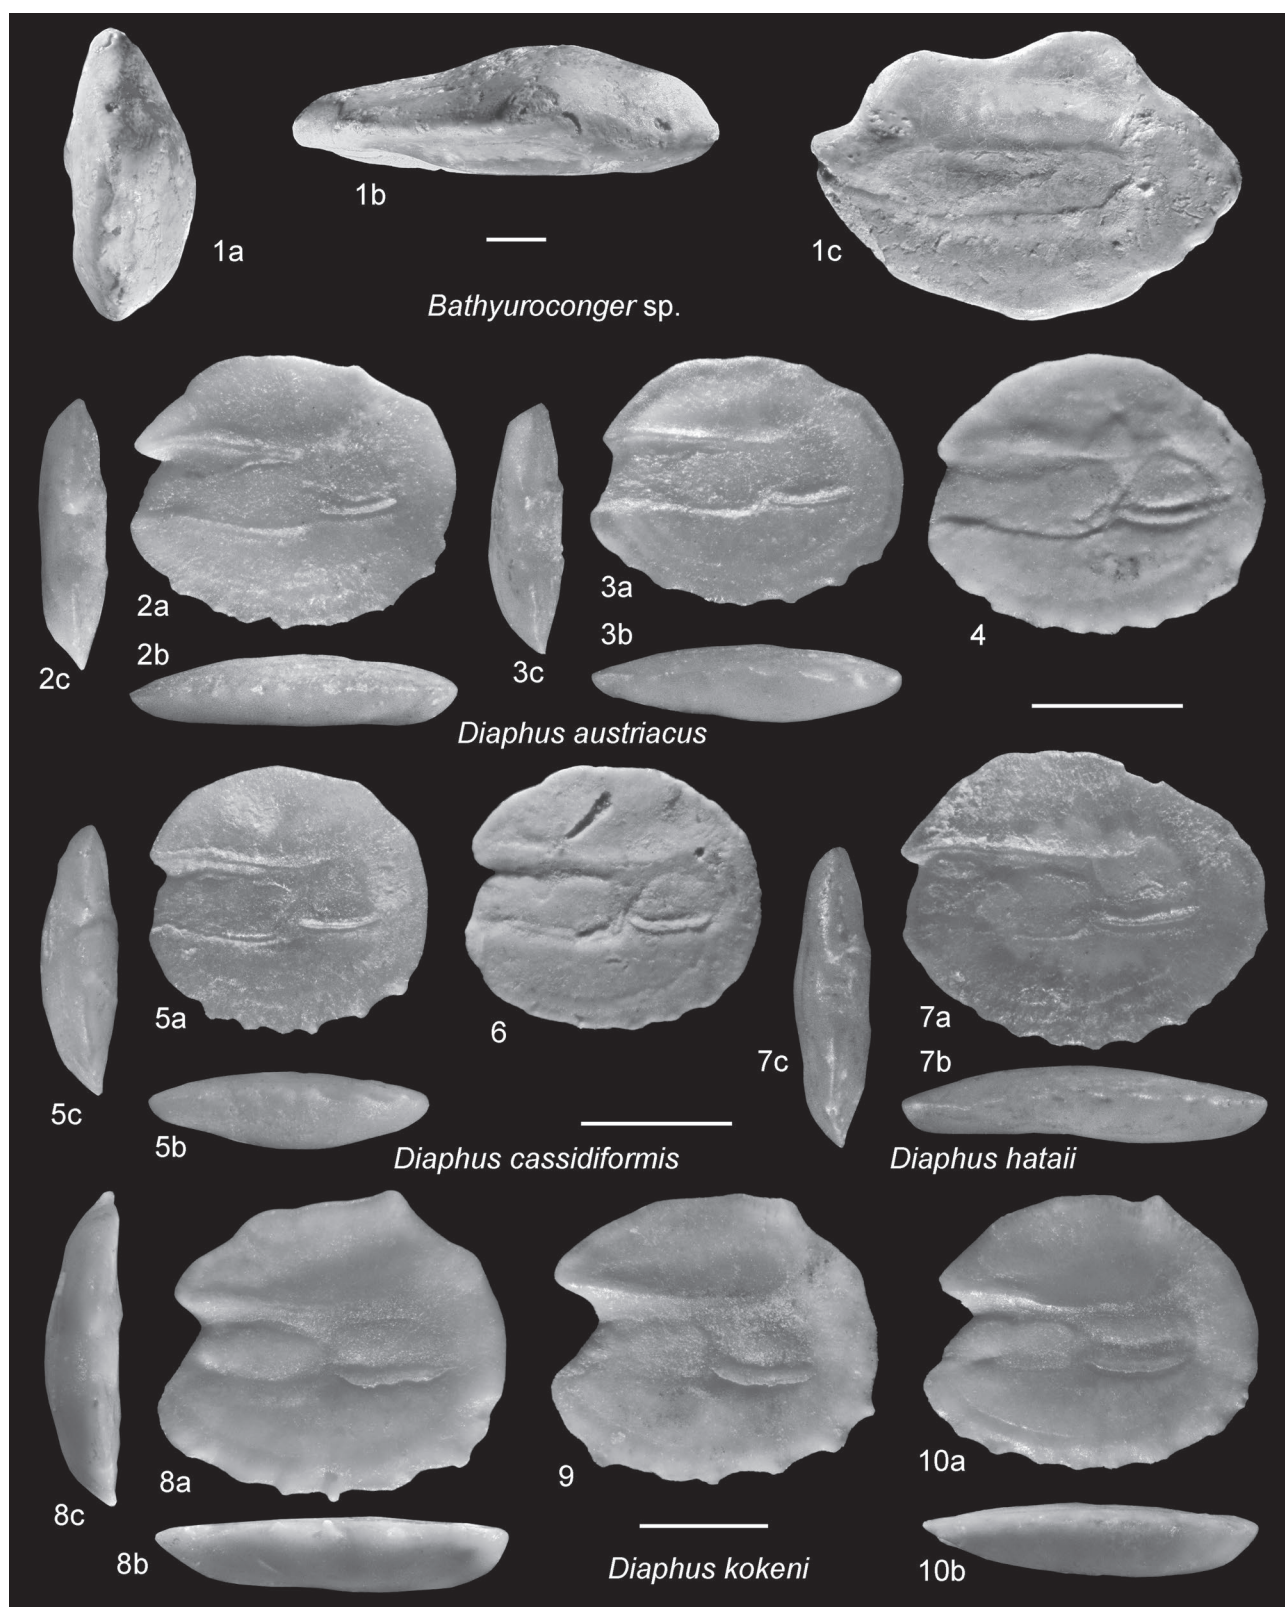 1a
1b
1c
Bathyuroconger sp.
2a
2b
2c
3a
3b
3c
4
Diaphus austriacus
5a
5b
5c
6
7a
7b
7c
Diaphus cassidiformis
Diaphus hataii
8a
8b
8c
9
10a
10b
Diaphus kokeni